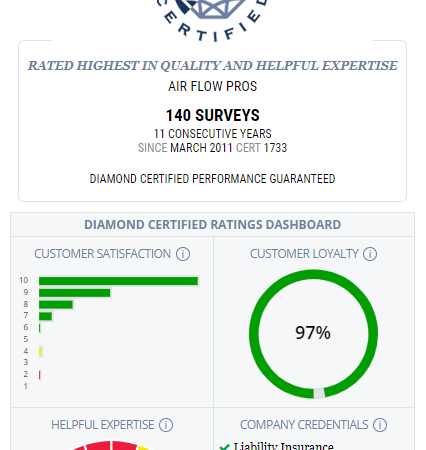 CERTIFIED
RATED HIGHEST IN QUALITY AND HELPFUL EXPERTISE
AIR FLOW PROS
140 SURVEYS
11 CONSECUTIVE YEARS
SINCE MARCH 2011 CERT 1733
DIAMOND CERTIFIED PERFORMANCE GUARANTEED
DIAMOND CERTIFIED RATINGS DASHBOARD
CUSTOMER SATISFACTION i
10
9
8
7
6
5
4
3
2
1
CUSTOMER LOYALTY i
97%
HELPFUL EXPERTISE i
COMPANY CREDENTIALS i
Liability Insurance